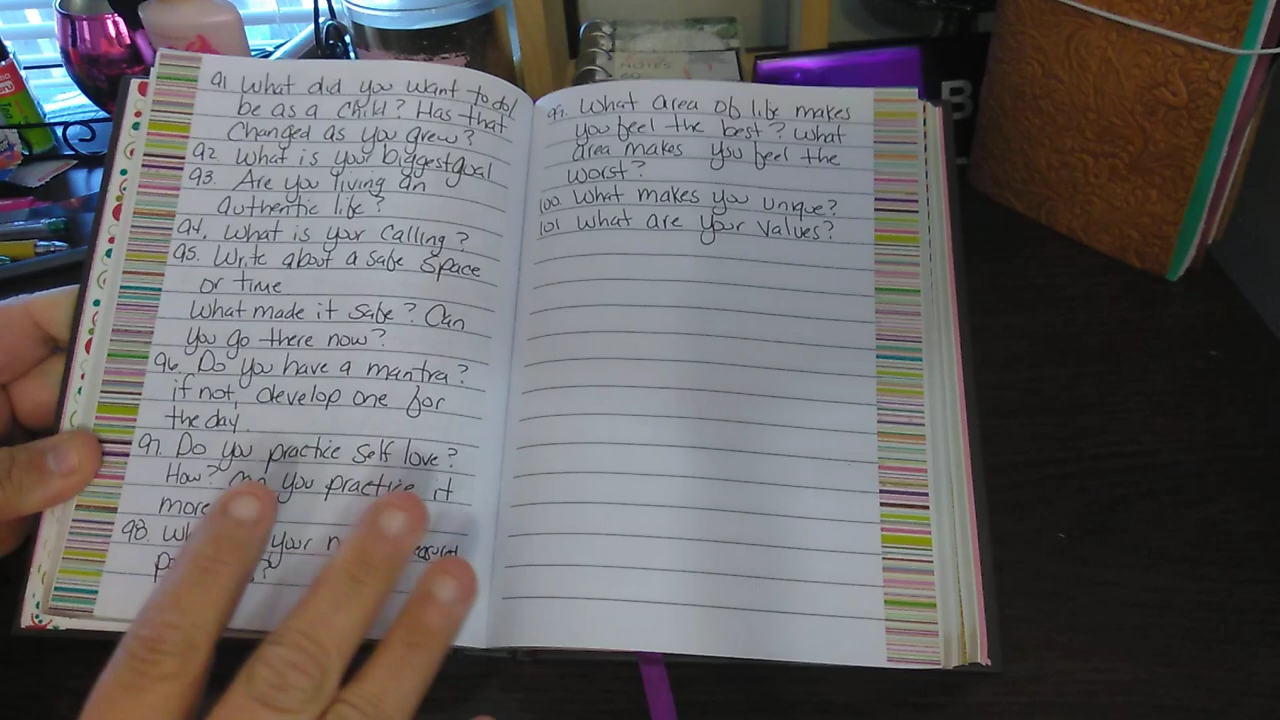 91 What did you want to do/
be as a child? Has that
changed as you grew?
92 What is your biggest goal
93. Are you living an
authentic life?
94. What is your calling?
95. Write about a safe space
or time
What made it safe? Can
you go there now?
96. Do you have a mantra?
if not, develop one for
the day.
97. Do you practice self love?
How? you practice it
more
98. your
99. What area of life makes
you feel the best? What
area makes you feel the
worst?
100. What makes you unique?
101 What are your values?
NOTES
B